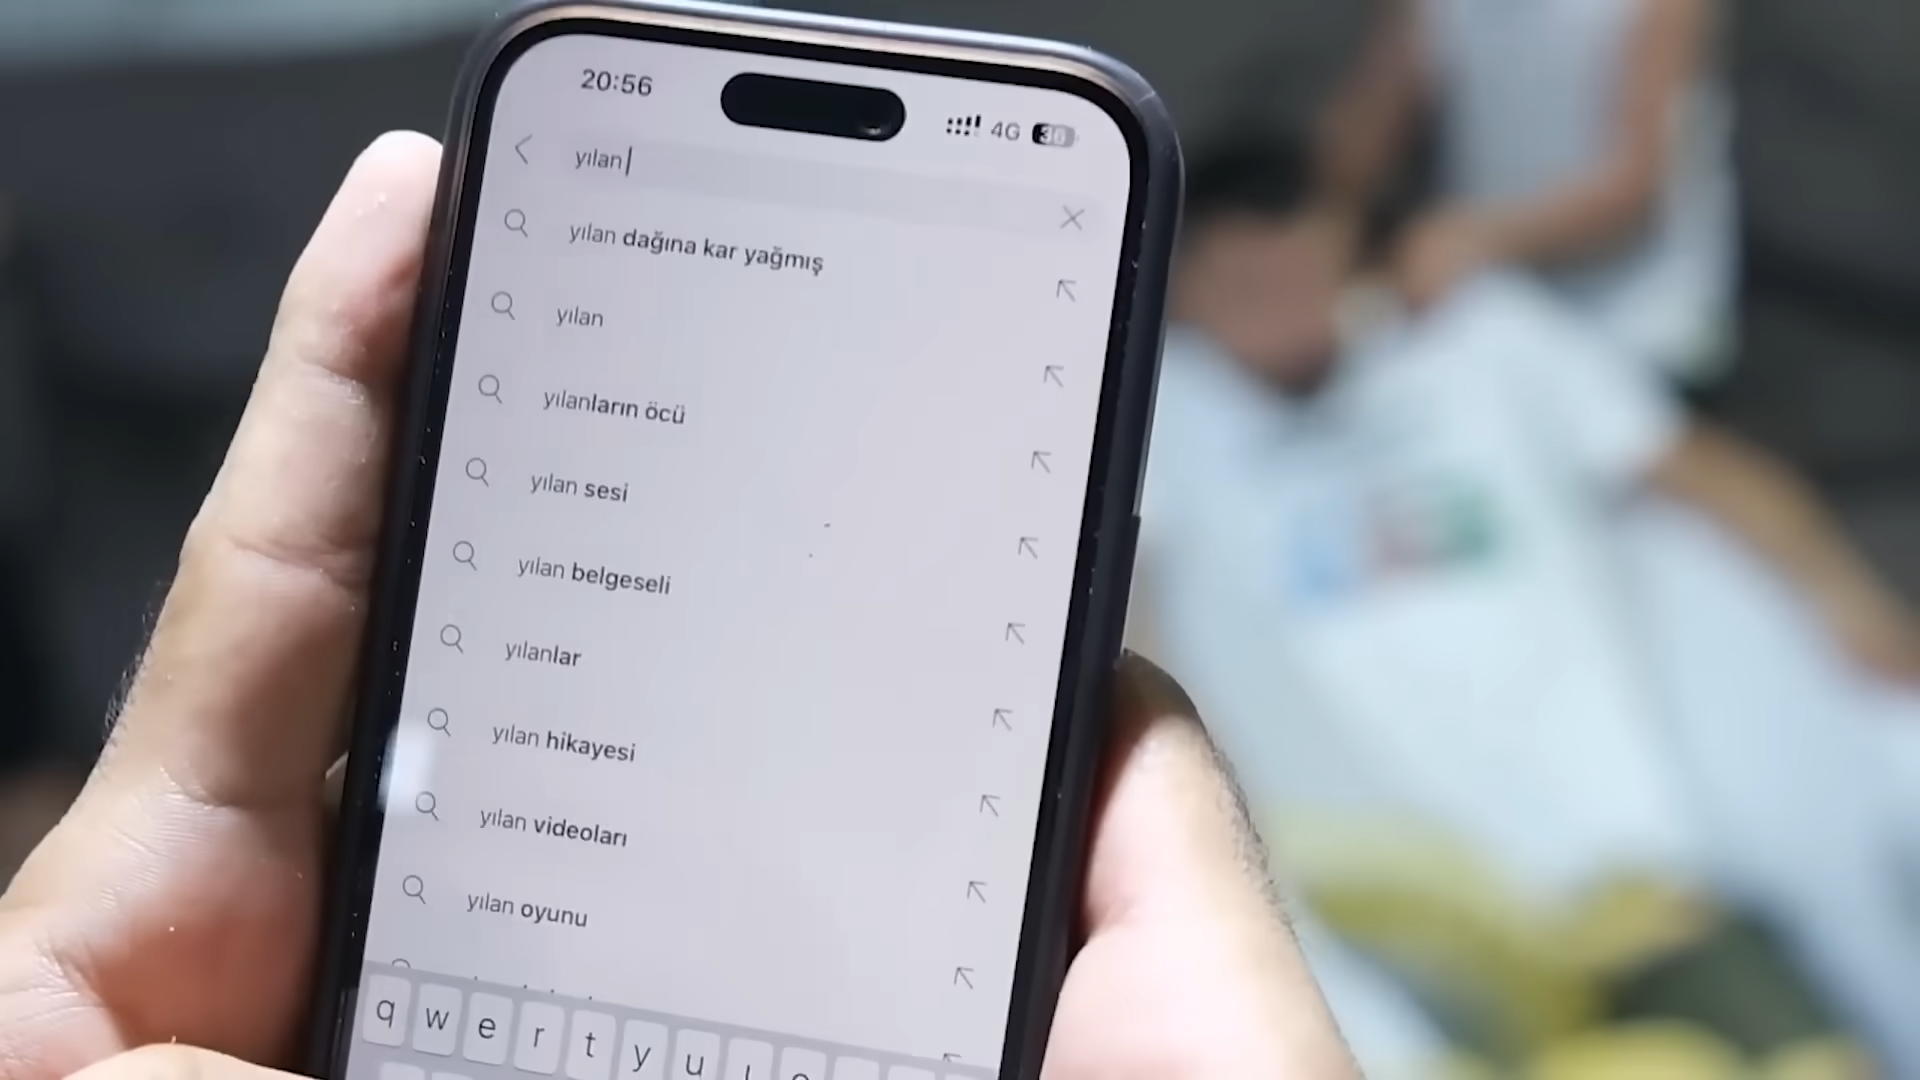 20:56
4G 36
yılan
yılan dağına kar yağmış
yılan
yılanların öcü
yılan sesi
yılan belgeseli
yılanlar
yılan hikayesi
yılan videoları
yılan oyunu
q w e r t y u